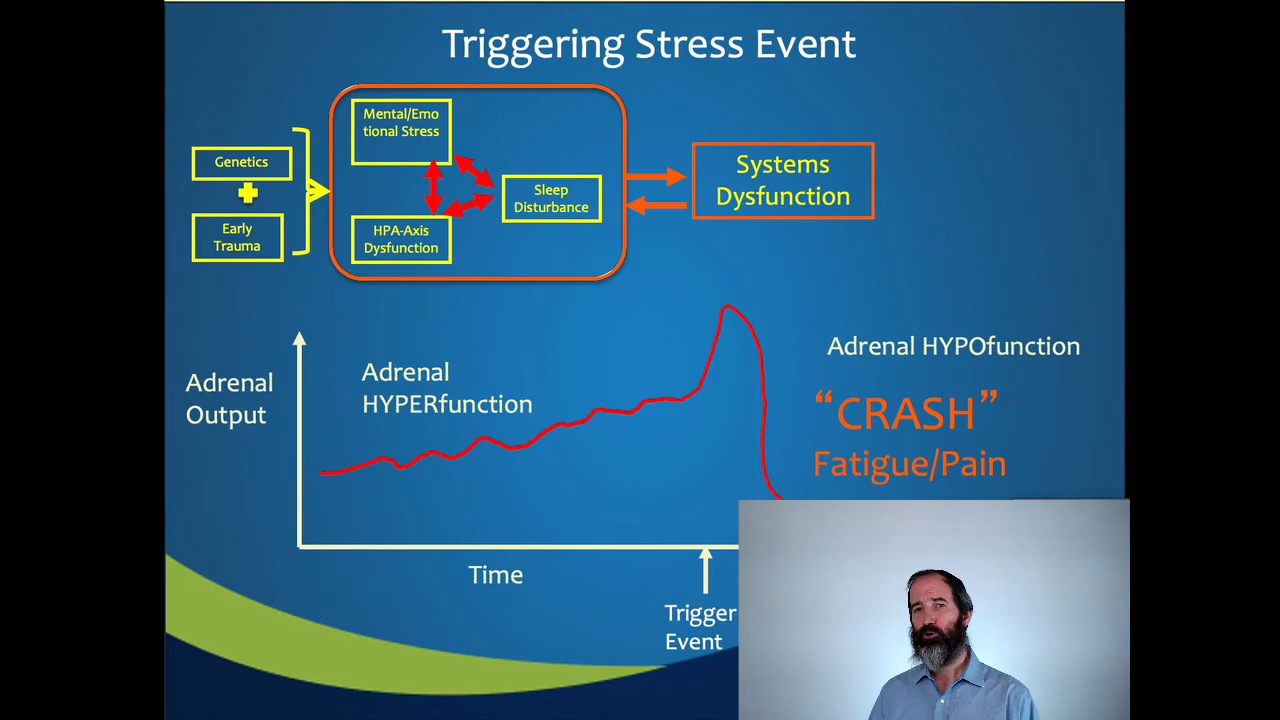 Triggering Stress Event
Mental/Emo
tional Stress
Genetics
Early
Trauma
Sleep
Disturbance
HPA-Axis
Dysfunction
Systems
Dysfunction
Adrenal
Output
Adrenal
HYPERfunction
Adrenal HYPOfunction
“CRASH”
Fatigue/Pain
Time
Trigger
Event